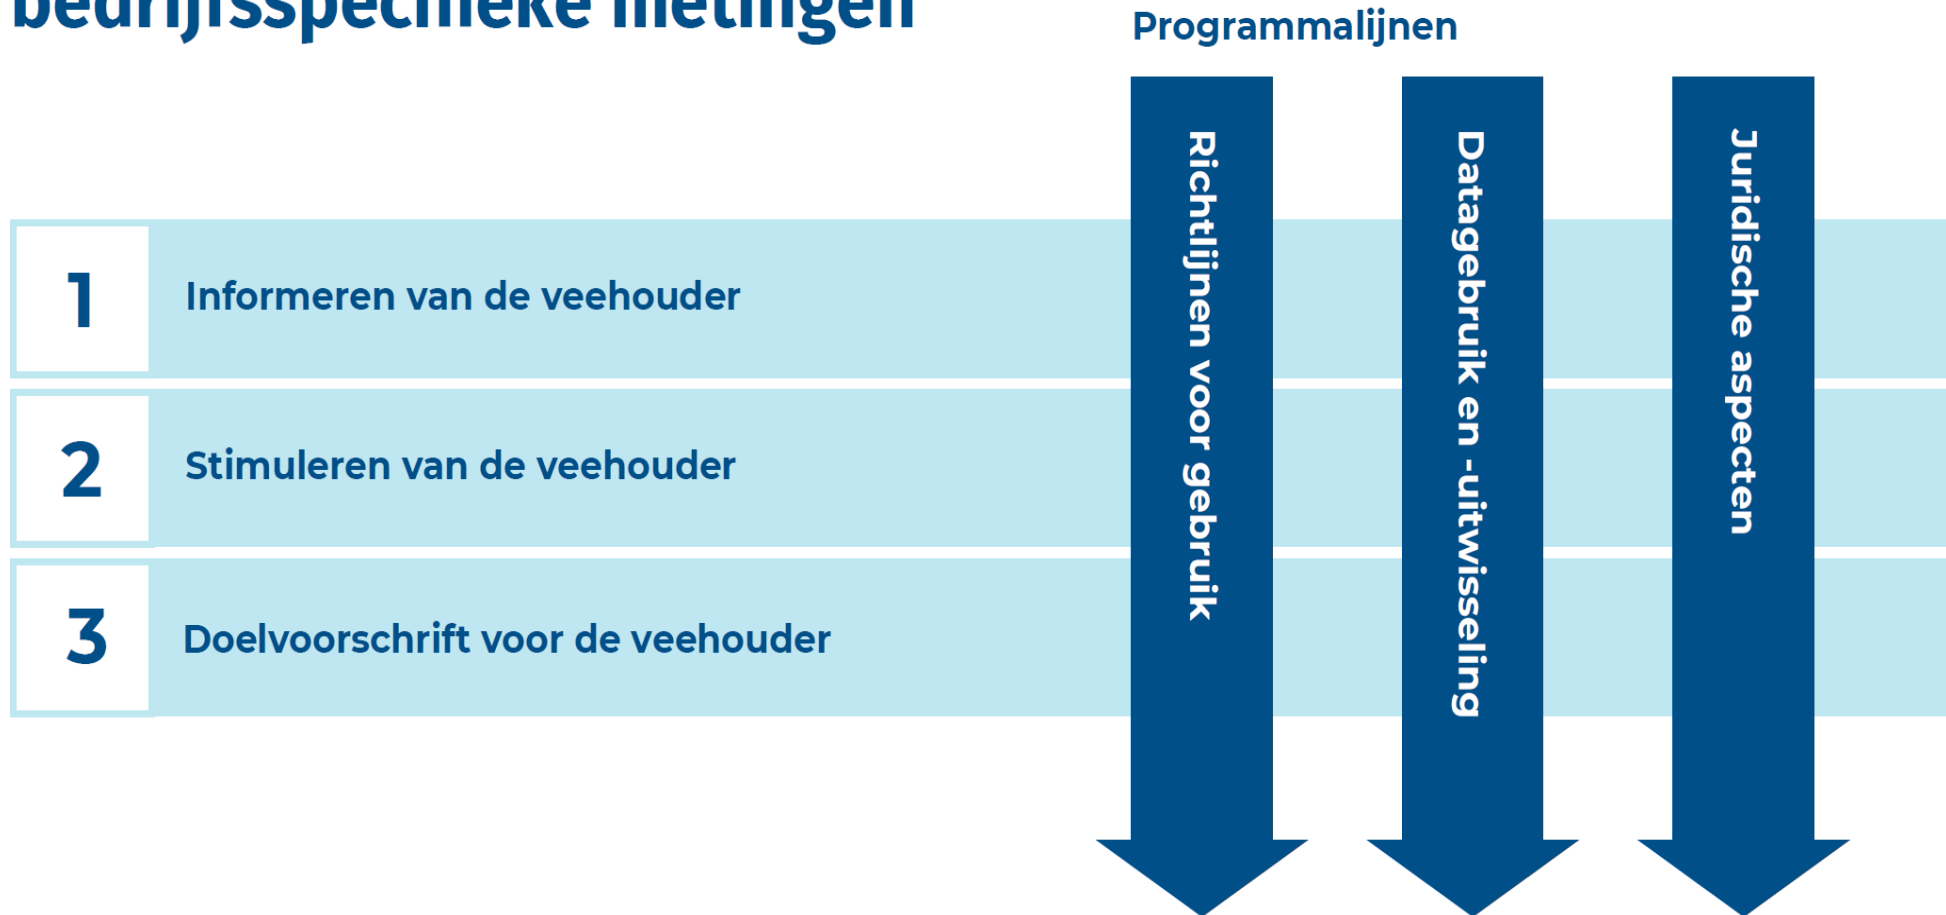 bedrijfsspecifieke metingen
Programmalijnen
1
Informeren van de veehouder
2
Stimuleren van de veehouder
3
Doelvoorschrift voor de veehouder
Richtlijnen voor gebruik
Datagebruik en -uitwisseling
Juridische aspecten